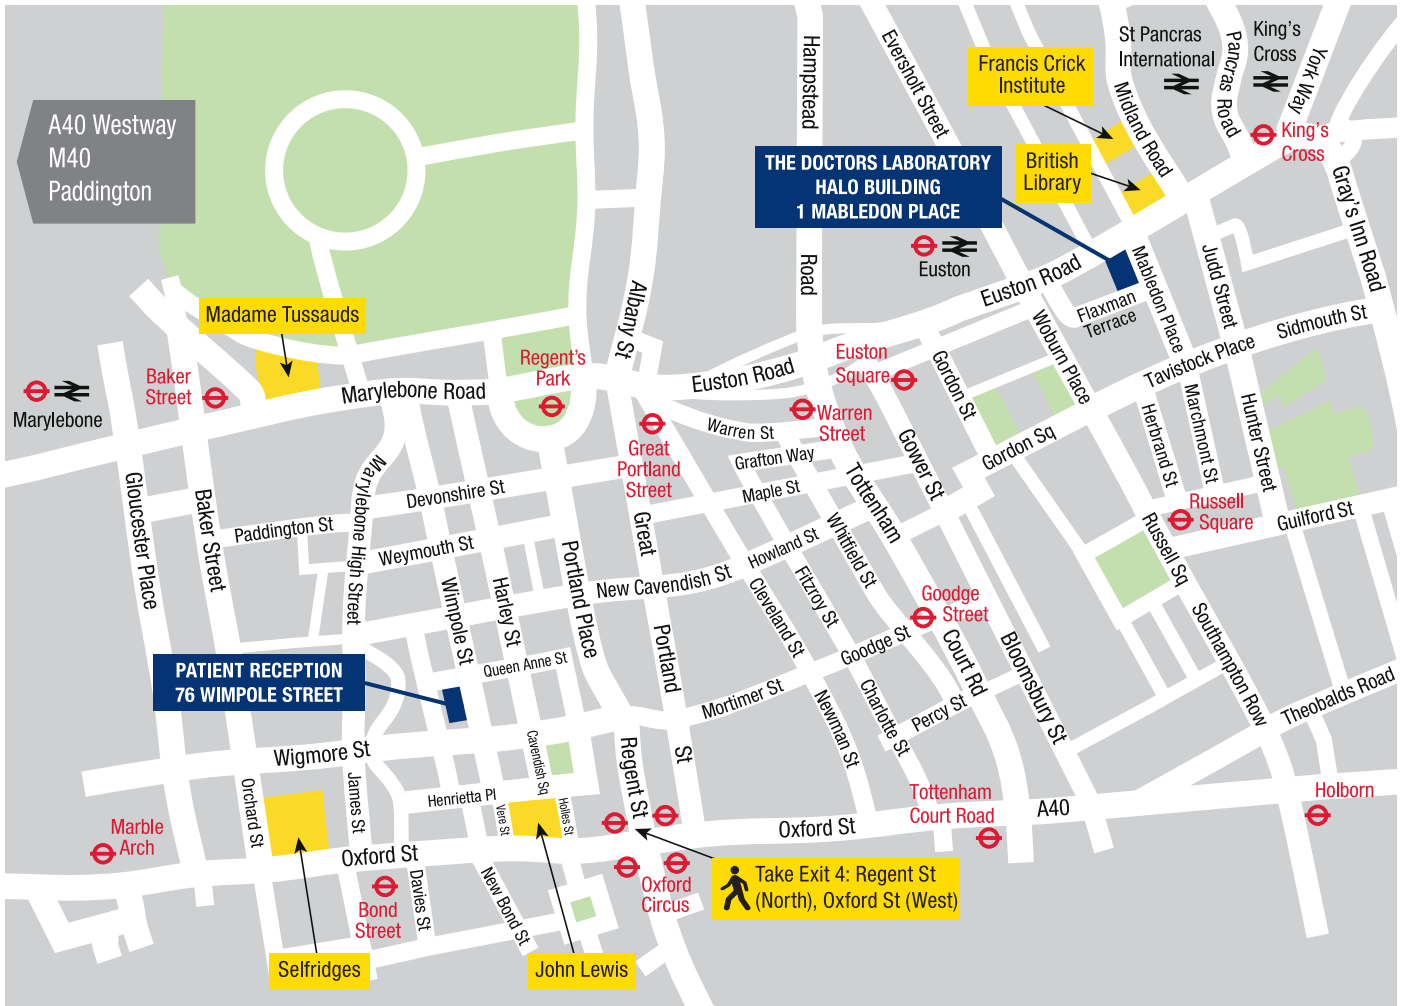 A40 Westway
M40
Paddington
Hampstead
Road
Eversholt Street
Francis Crick
Institute
St Pancras
International
Pancras Road
King's
Cross
York Way
Midland Road
King's
Cross
British
Library
THE DOCTORS LABORATORY
HALO BUILDING
1 MABLEDON PLACE
Gray's Inn Road
Euston
Euston Road
Mabledon Place
Judd Street
Flaxman
Terrace
Albany St
Madame Tussauds
Woburn Place
Tavistock Place
Sidmouth St
Baker
Street
Regent's
Park
Euston
Square
Gordon St
Marylebone
Marylebone Road
Euston Road
Warren
Street
Warren St
Great
Portland
Street
Grafton Way
Maple St
Tottenham
Gower St
Gordon Sq
Herbrand St
Marchmont St
Hunter Street
Russell
Square
Guilford St
Gloucester Place
Baker Street
Paddington St
Marylebone High Street
Devonshire St
Weymouth St
Great
Portland Place
New Cavendish St
Howland St
Whitfield St
Fitzroy St
Cleveland St
Russell Sq
Wimpole St
Harley St
Queen Anne St
Portland
Goodge
Street
Goodge St
Court Rd
Bloomsbury St
Southampton Row
Theobalds Road
PATIENT RECEPTION
76 WIMPOLE STREET
Mortimer St
Newman St
Charlotte St
Percy St
Wigmore St
Cavendish Sq
Regent St
St
Orchard St
James St
Henrietta Pl
Vere St
Holles St
Marble
Arch
Oxford St
Oxford St
Tottenham
Court Road
A40
Holborn
Bond
Street
Davies St
New Bond St
Oxford
Circus
Take Exit 4: Regent St
(North), Oxford St (West)
Selfridges
John Lewis